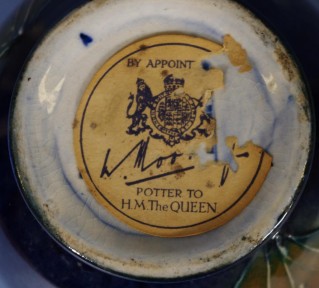 BY APPOINT
POTTER TO
H.M. The QUEEN